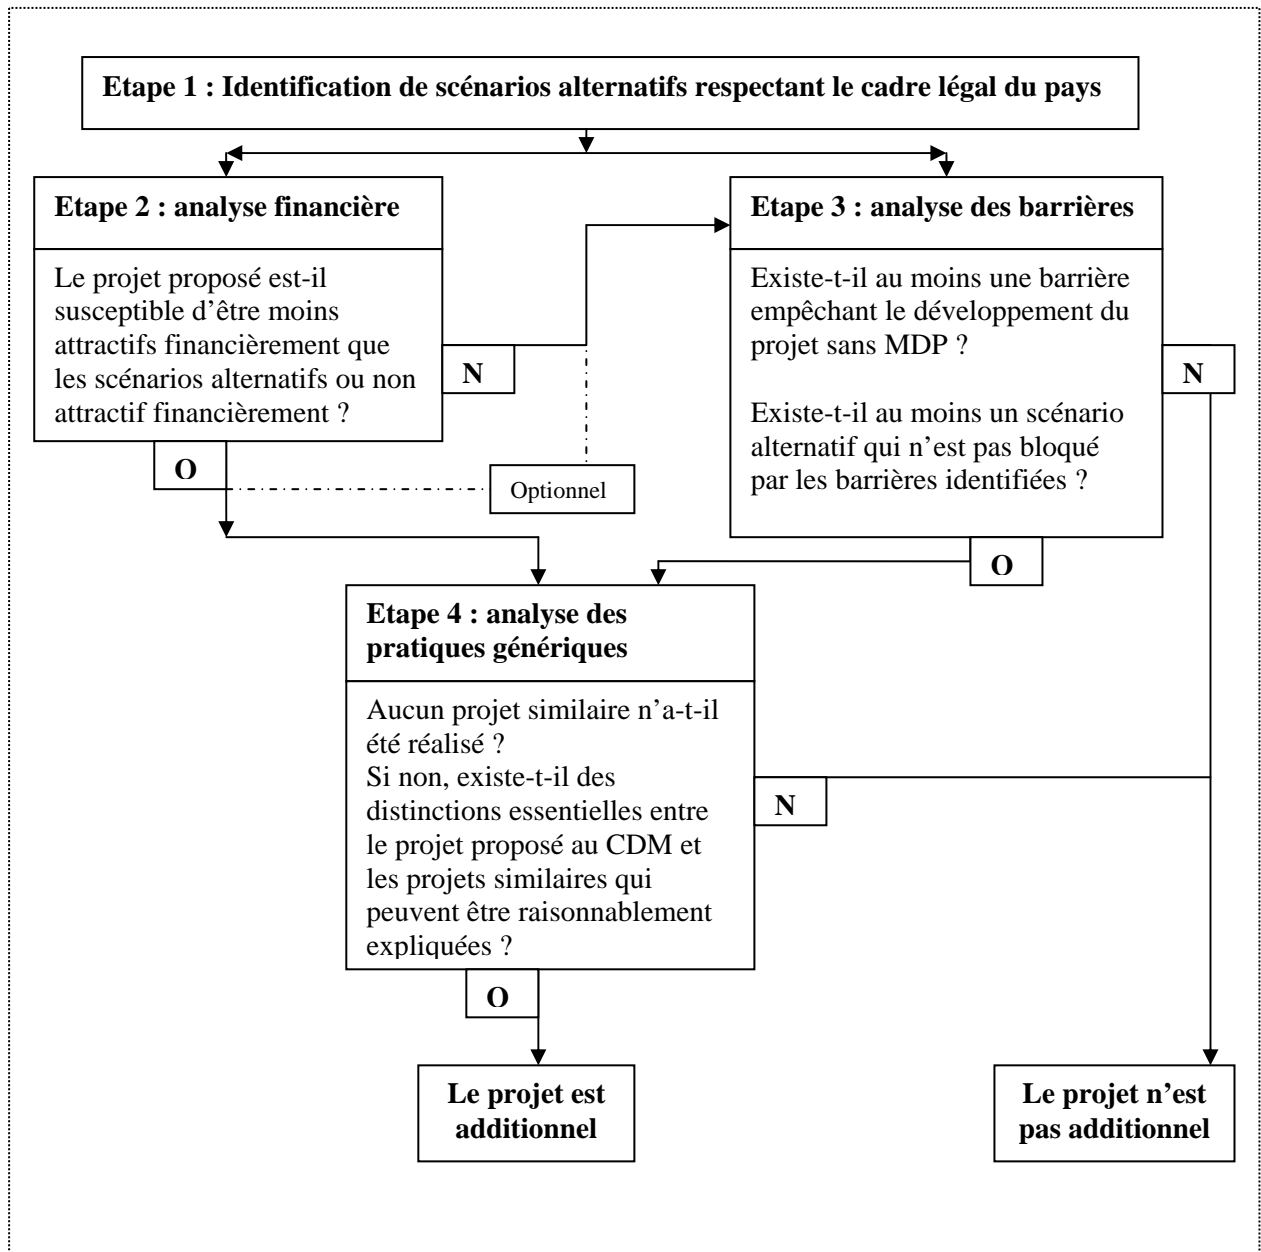 Etape 1 : Identification de scénarios alternatifs respectant le cadre légal du pays
Etape 2 : analyse financière
Le projet proposé est-il
susceptible d’être moins
attractifs financièrement que
les scénarios alternatifs ou non
attractif financièrement ?
N
O
Optionnel
Etape 3 : analyse des barrières
Existe-t-il au moins une barrière
empêchant le développement du
projet sans MDP ?
Existe-t-il au moins un scénario
alternatif qui n’est pas bloqué
par les barrières identifiées ?
N
O
Etape 4 : analyse des
pratiques génériques
Aucun projet similaire n’a-t-il
été réalisé ?
Si non, existe-t-il des
distinctions essentielles entre
le projet proposé au CDM et
les projets similaires qui
peuvent être raisonnablement
expliquées ?
N
O
Le projet est
additionnel
Le projet n’est
pas additionnel